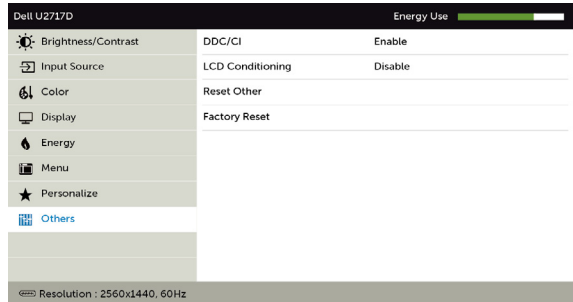 Dell U2717D Energy Use
Brightness/Contrast DDC/CI Enable
Input Source LCD Conditioning Disable
Color Reset Other
Display Factory Reset
Energy
Menu
Personalize
Others
Resolution : 2560x1440, 60Hz